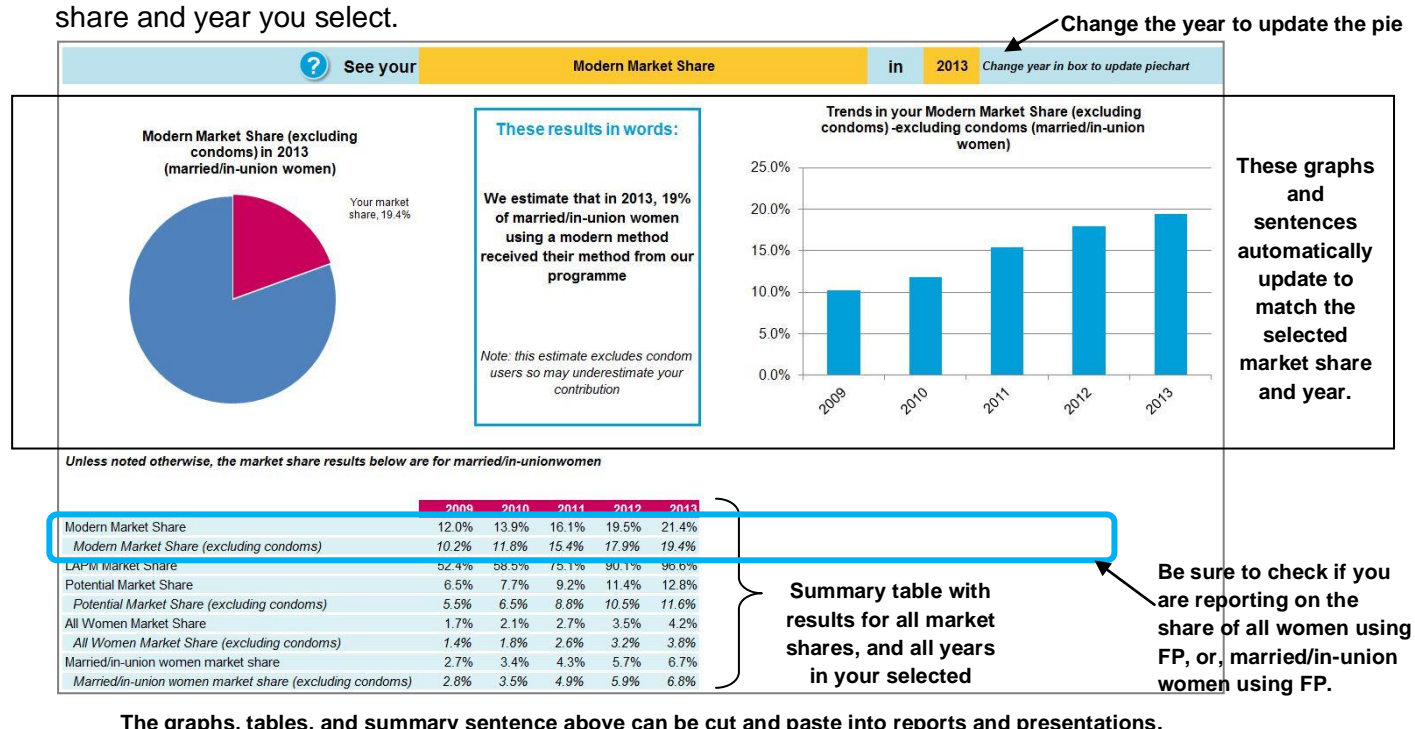 share and year you select.
Change the year to update the pie
? See your Modern Market Share in 2013 Change year in box to update piechart
Modern Market Share (excluding
condoms) in 2013
(married/in-union women)
Your market
share, 19.4%
These results in words:
We estimate that in 2013, 19%
of married/in-union women
using a modern method
received their method from our
programme
Note: this estimate excludes condom
users so may underestimate your
contribution
Trends in your Modern Market Share (excluding
condoms) -excluding condoms (married/in-union
women)
25.0%
20.0%
15.0%
10.0%
5.0%
0.0%
2009 2010 2011 2012 2013
These graphs
and
sentences
automatically
update to
match the
selected
market share
and year.
Unless noted otherwise, the market share results below are for married/in-unionwomen
2009 2010 2011 2012 2013
Modern Market Share 12.0% 13.9% 16.1% 19.5% 21.4%
Modern Market Share (excluding condoms) 10.2% 11.8% 15.4% 17.9% 19.4%
LAPM Market Share 52.4% 58.5% 75.1% 90.1% 96.6%
Potential Market Share 6.5% 7.7% 9.2% 11.4% 12.8%
Potential Market Share (excluding condoms) 5.5% 6.5% 8.8% 10.5% 11.6%
All Women Market Share 1.7% 2.1% 2.7% 3.5% 4.2%
All Women Market Share (excluding condoms) 1.4% 1.8% 2.6% 3.2% 3.8%
Married/in-union women market share 2.7% 3.4% 4.3% 5.7% 6.7%
Married/in-union women market share (excluding condoms) 2.8% 3.5% 4.9% 5.9% 6.8%
Summary table with
results for all market
shares, and all years
in your selected
Be sure to check if you
are reporting on the
share of all women using
FP, or, married/in-union
women using FP.
The graphs, tables, and summary sentence above can be cut and paste into reports and presentations.